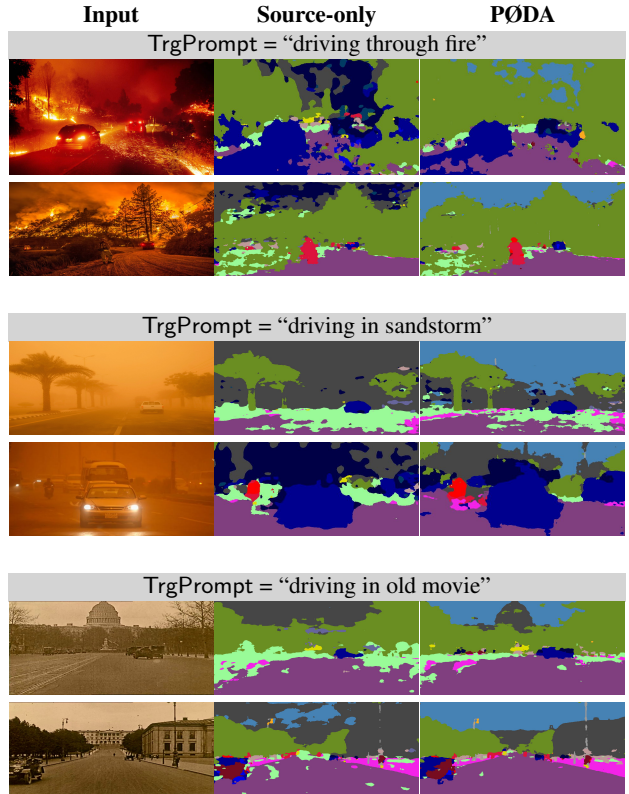 Input Source-only PØDA
TrgPrompt = “driving through fire”
TrgPrompt = “driving in sandstorm”
TrgPrompt = “driving in old movie”